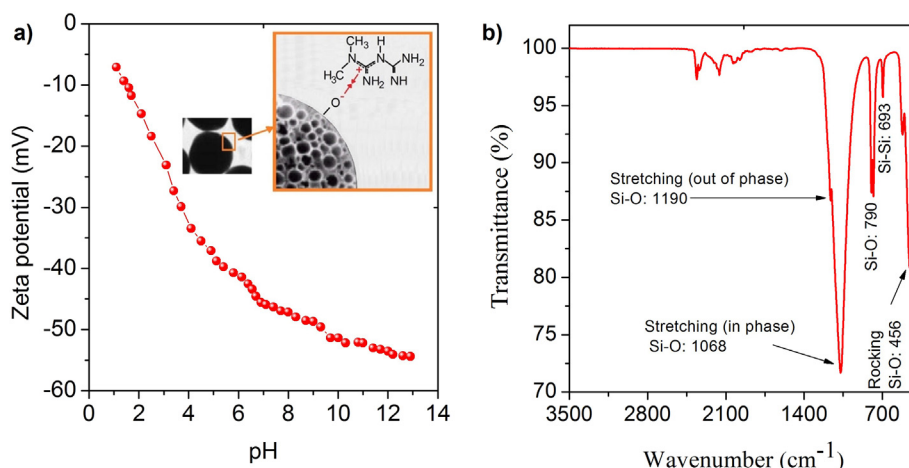 a)
0
-10
-20
-30
-40
-50
-60
Zeta potential (mV)
0 2 4 6 8 10 12 14
pH
H3C
N
H
N
NH2
H3C
+
NH2
NH
-
O
b)
100
95
90
85
80
75
70
Transmittance (%)
Stretching (out of phase)
Si-O: 1190
Stretching (in phase)
Si-O: 1068
Si-O: 790
Si-Si: 693
Rocking
Si-O: 456
3500 2800 2100 1400 700
Wavenumber (cm-1)